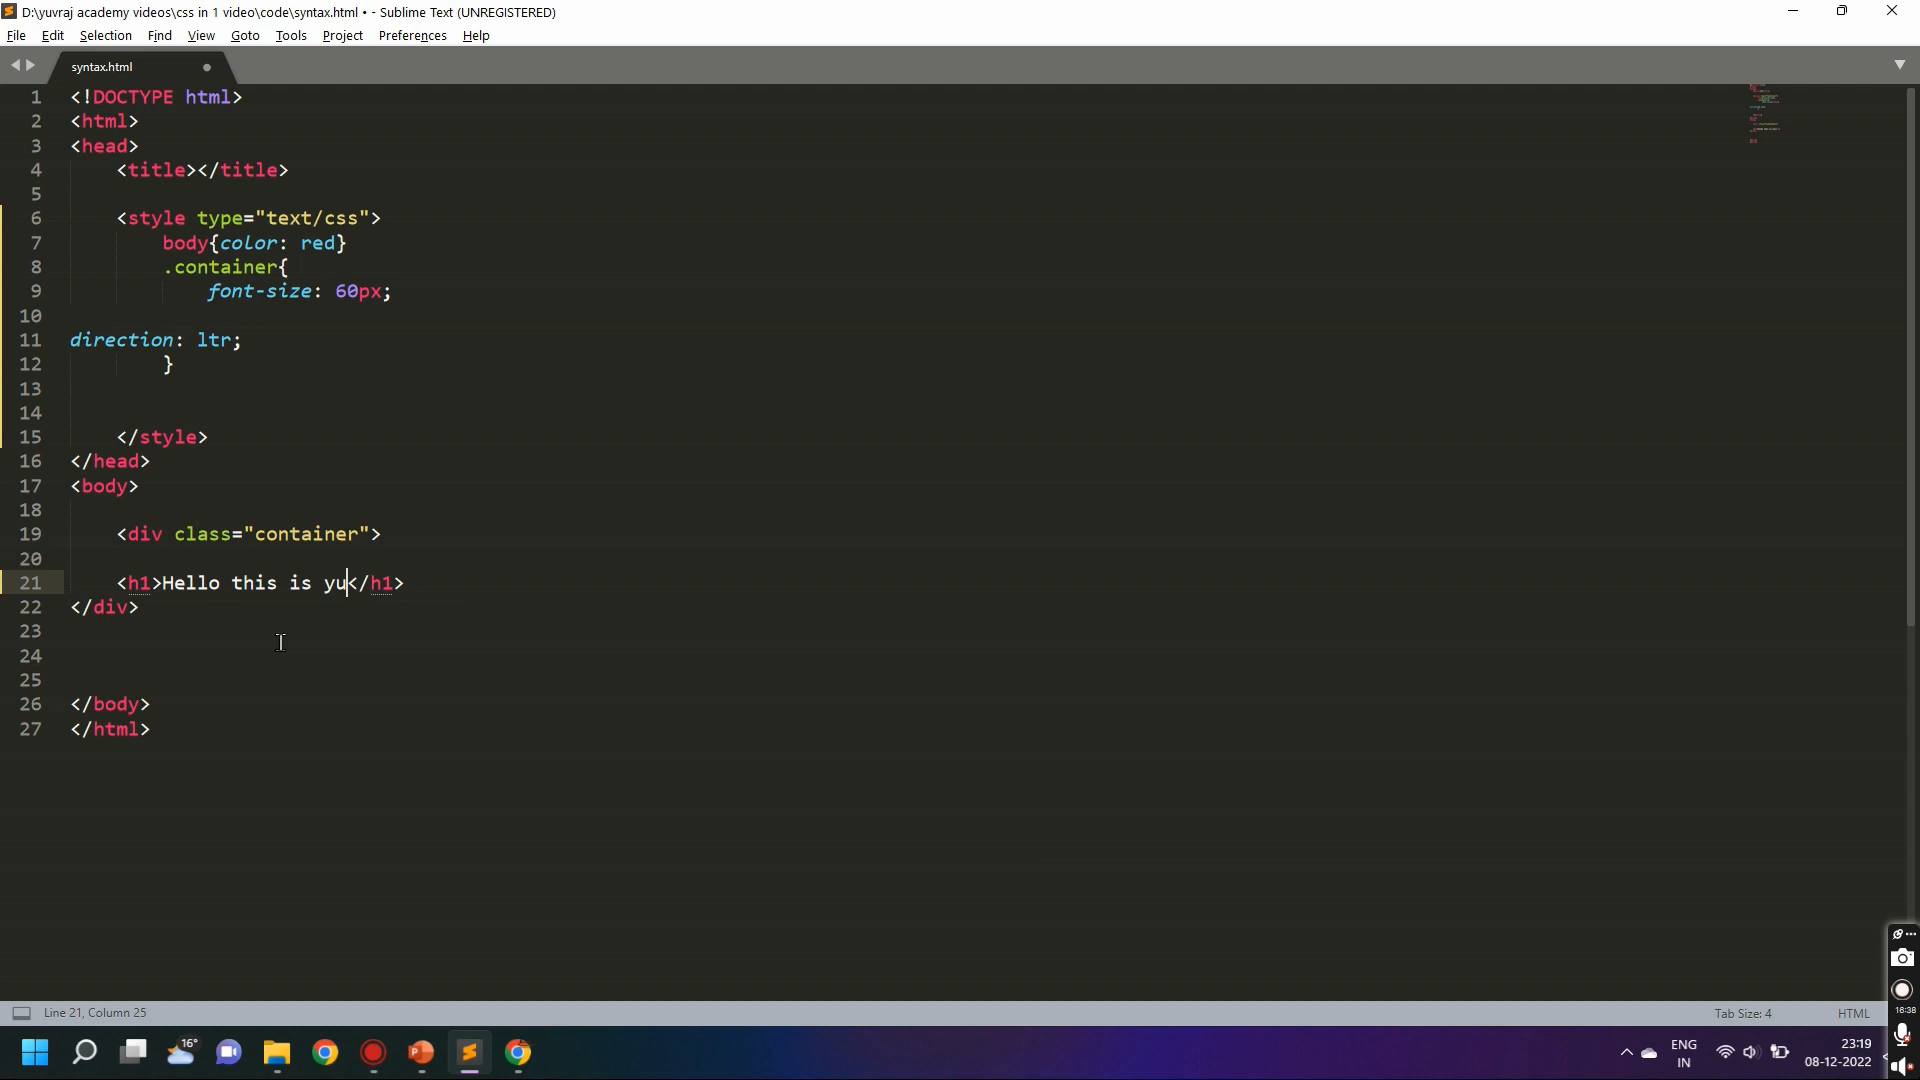 D:\yuvraj academy videos\css in 1 video\code\syntax.html • - Sublime Text (UNREGISTERED)
File Edit Selection Find View Goto Tools Project Preferences Help
syntax.html
1 <!DOCTYPE html>
2 <html>
3 <head>
4 <title></title>
5
6 <style type="text/css">
7 body{color: red}
8 .container{
9 font-size: 60px;
10
11 direction: ltr;
12 }
13
14
15 </style>
16 </head>
17 <body>
18
19 <div class="container">
20
21 <h1>Hello this is yu</h1>
22 </div>
23
24
25
26 </body>
27 </html>
16:38
Line 21, Column 25 Tab Size: 4 HTML
16° ENG 23:19
IN 08-12-2022